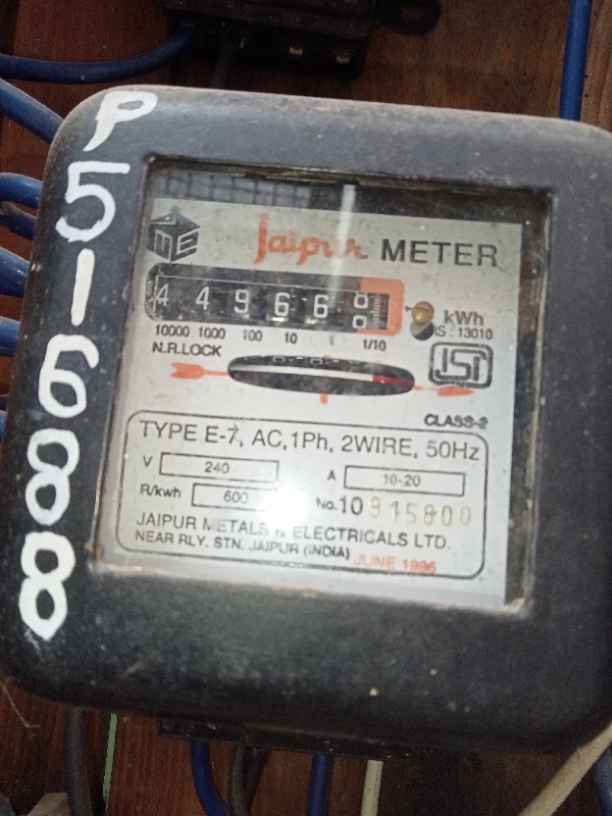 P51688
JME
Jaipur METER
4 4 9 6 6
kWh
IS : 13010
10000 1000 100 10 1 1/10
N.R.LOCK
ISI
CLASS-2
TYPE E-7, AC,1Ph, 2WIRE, 50Hz
V 240 A 10-20
R/kwh 600 No.10915800
JAIPUR METALS & ELECTRICALS LTD.
NEAR RLY. STN. JAIPUR (INDIA) JUNE 1996